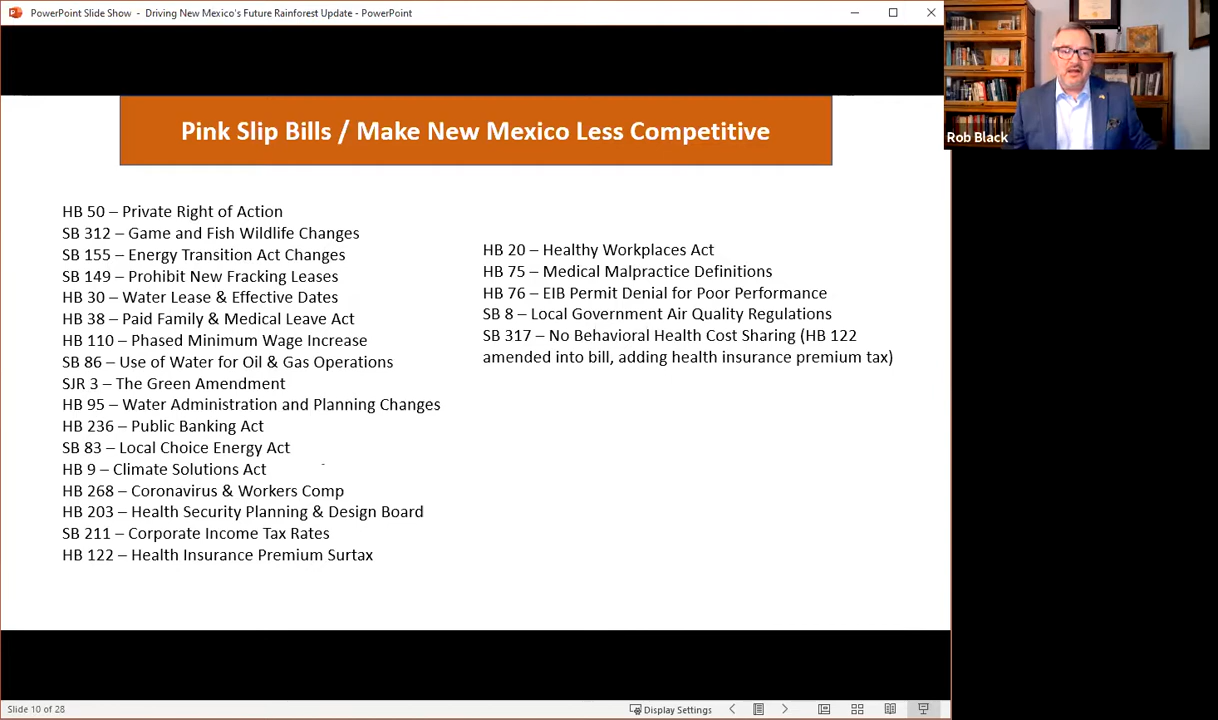 PowerPoint Slide Show - Driving New Mexico's Future Rainforest Update - PowerPoint
Rob Black
Pink Slip Bills / Make New Mexico Less Competitive
HB 50 – Private Right of Action
SB 312 – Game and Fish Wildlife Changes
SB 155 – Energy Transition Act Changes
SB 149 – Prohibit New Fracking Leases
HB 30 – Water Lease & Effective Dates
HB 38 – Paid Family & Medical Leave Act
HB 110 – Phased Minimum Wage Increase
SB 86 – Use of Water for Oil & Gas Operations
SJR 3 – The Green Amendment
HB 95 – Water Administration and Planning Changes
HB 236 – Public Banking Act
SB 83 – Local Choice Energy Act
HB 9 – Climate Solutions Act
HB 268 – Coronavirus & Workers Comp
HB 203 – Health Security Planning & Design Board
SB 211 – Corporate Income Tax Rates
HB 122 – Health Insurance Premium Surtax
HB 20 – Healthy Workplaces Act
HB 75 – Medical Malpractice Definitions
HB 76 – EIB Permit Denial for Poor Performance
SB 8 – Local Government Air Quality Regulations
SB 317 – No Behavioral Health Cost Sharing (HB 122
amended into bill, adding health insurance premium tax)
Slide 10 of 28
Display Settings